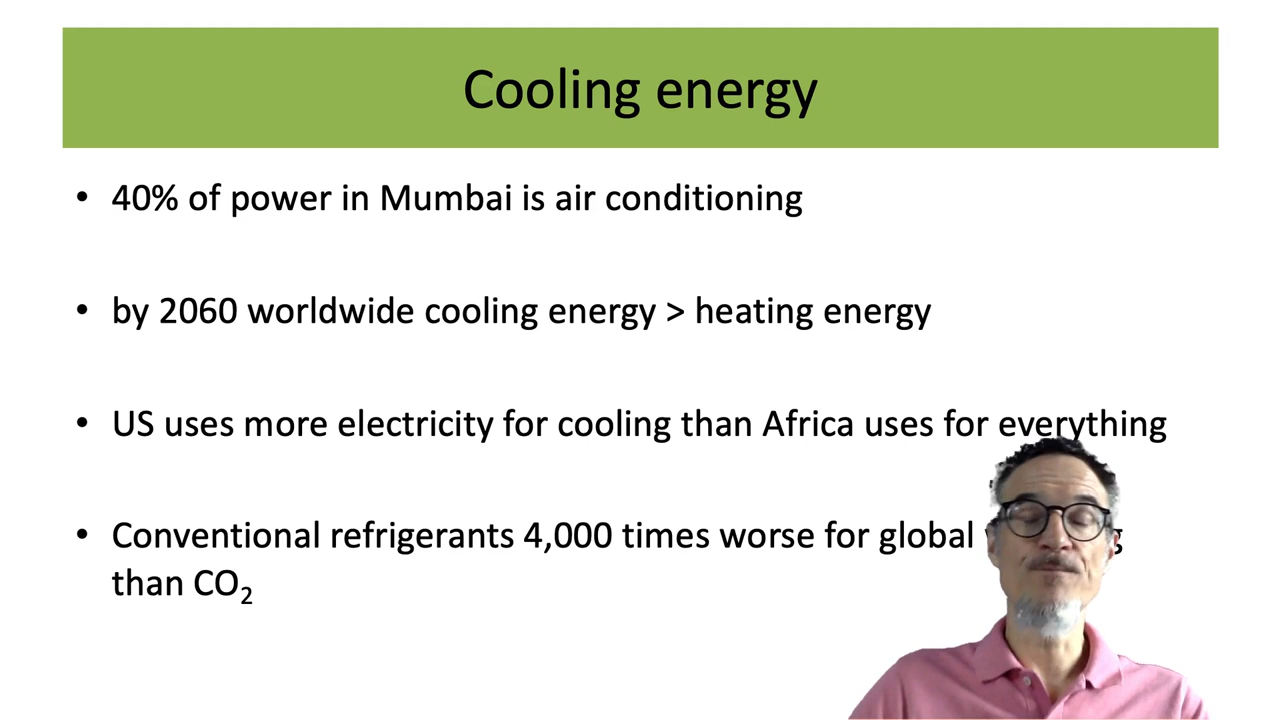 Cooling energy
• 40% of power in Mumbai is air conditioning
• by 2060 worldwide cooling energy > heating energy
• US uses more electricity for cooling than Africa uses for everything
• Conventional refrigerants 4,000 times worse for global
than CO₂